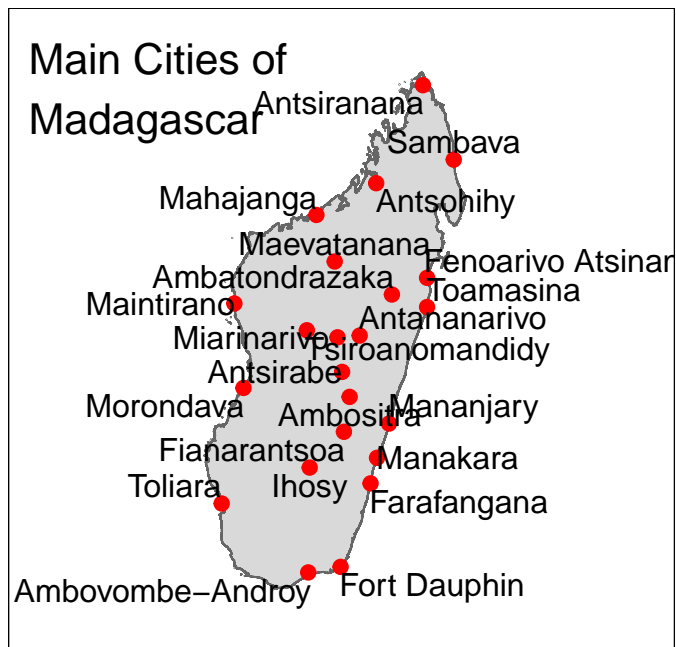 Main Cities of
Madagascar
Antsiranana
Sambava
Mahajanga
Antsohihy
Maevatanana
Fenoarivo Atsinan
Ambatondrazaka
Toamasina
Maintirano
Antananarivo
Miarinarivo
Tsiroanomandidy
Antsirabe
Morondava
Ambositra
Mananjary
Fianarantsoa
Manakara
Toliara
Ihosy
Farafangana
Ambovombe−Androy
Fort Dauphin